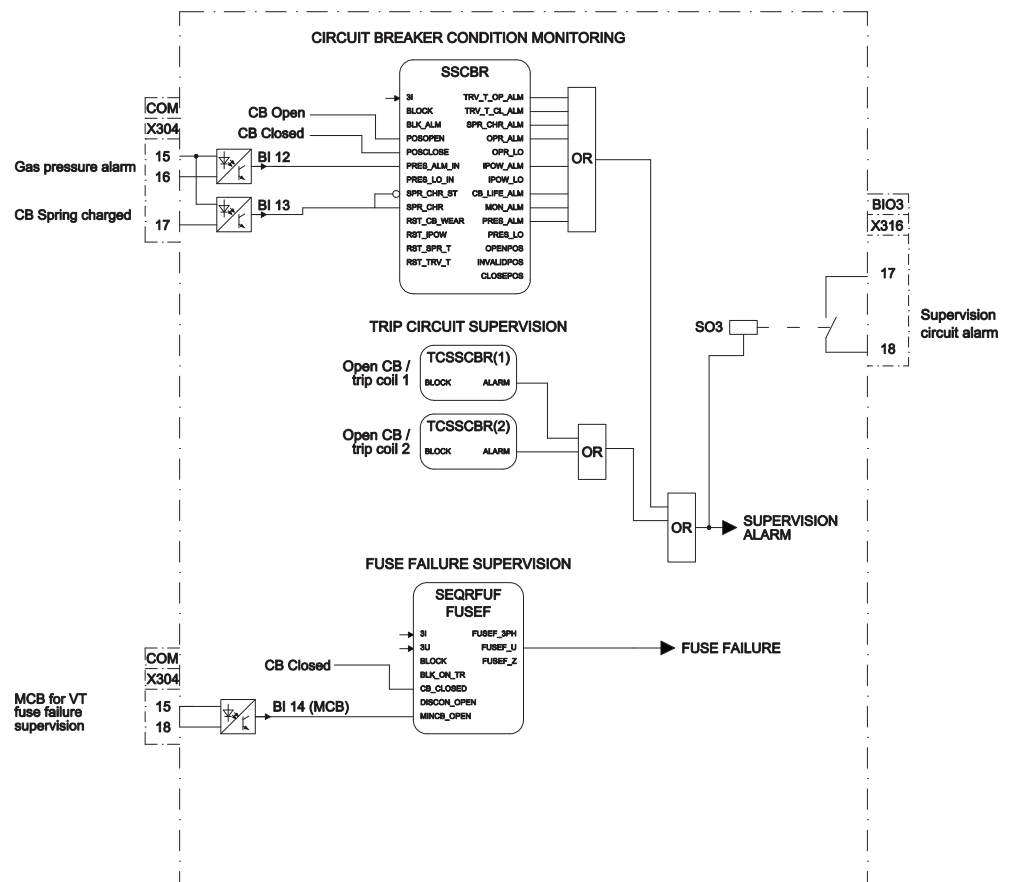 CIRCUIT BREAKER CONDITION MONITORING
SSCBR
3I
BLOCK
BLK_ALM
POSOPEN
POSCLOSE
PRES_ALM_IN
PRES_LO_IN
SPR_CHR_ST
SPR_CHR
RST_CB_WEAR
RST_IPOW
RST_SPR_T
RST_TRV_T
TRV_T_OP_ALM
TRV_T_CL_ALM
SPR_CHR_ALM
OPR_ALM
OPR_LO
IPOW_ALM
IPOW_LO
CB_LIFE_ALM
MON_ALM
PRES_ALM
PRES_LO
OPENPOS
INVALIDPOS
CLOSEPOS
OR
CB Open
CB Closed
COM
X304
15
16
17
Gas pressure alarm
CB Spring charged
BI 12
BI 13
BIO3
X316
17
18
Supervision
circuit alarm
SO3
TRIP CIRCUIT SUPERVISION
Open CB /
trip coil 1
TCSSCBR(1)
BLOCK
ALARM
Open CB /
trip coil 2
TCSSCBR(2)
BLOCK
ALARM
OR
OR
SUPERVISION
ALARM
FUSE FAILURE SUPERVISION
SEQRFUF
FUSEF
3I
3U
BLOCK
BLK_ON_TR
CB_CLOSED
DISCON_OPEN
MINCB_OPEN
FUSEF_3PH
FUSEF_U
FUSEF_Z
FUSE FAILURE
CB Closed
COM
X304
15
18
MCB for VT
fuse failure
supervision
BI 14 (MCB)